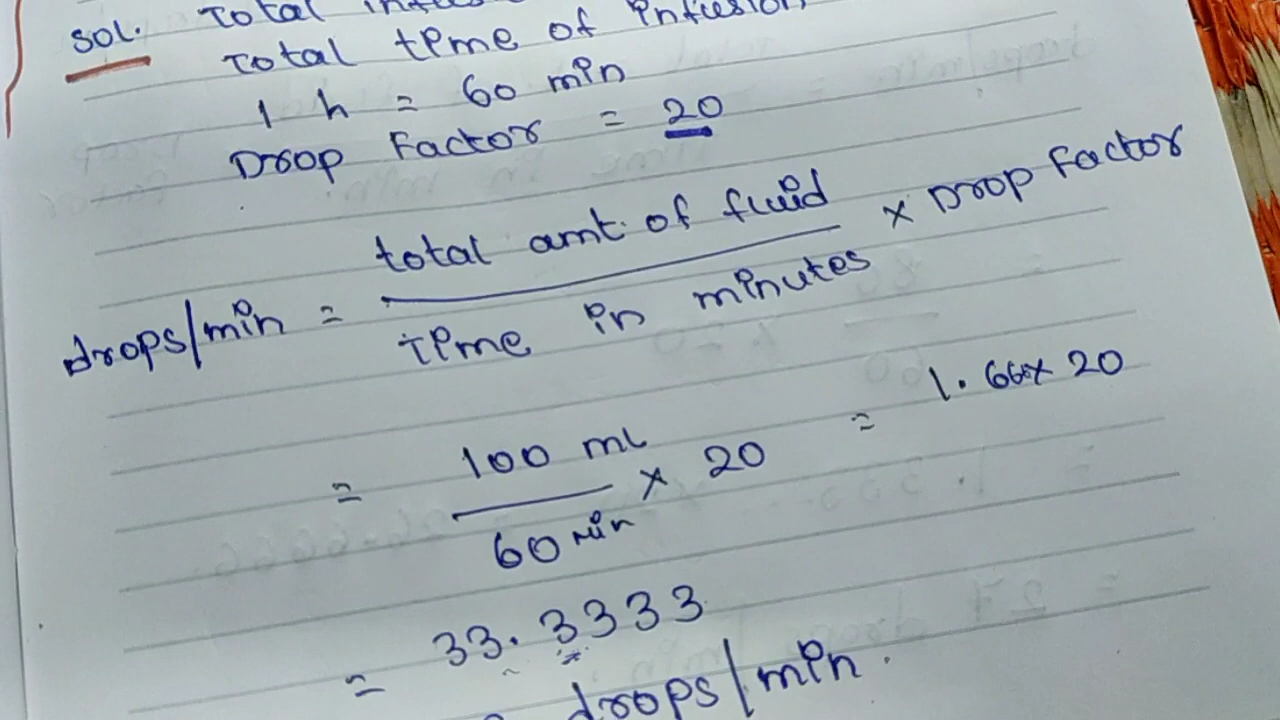 sol. Total
Total time of infusion
1 h = 60 min
Drop Factor = 20
drops/min = total amt. of fluid / time in minutes × Drop Factor
= 100 ml / 60 min × 20 = 1.66 × 20
= 33.3333
drops/min.